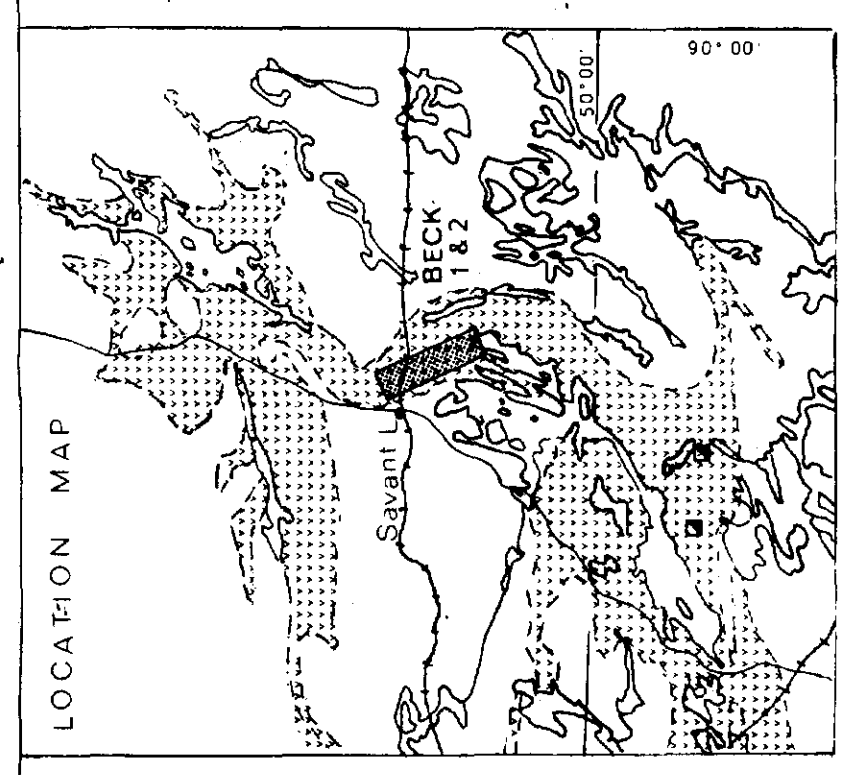 LOCATION MAP
Savant L.
BECK
1 & 2
50° 00'
90° 00'